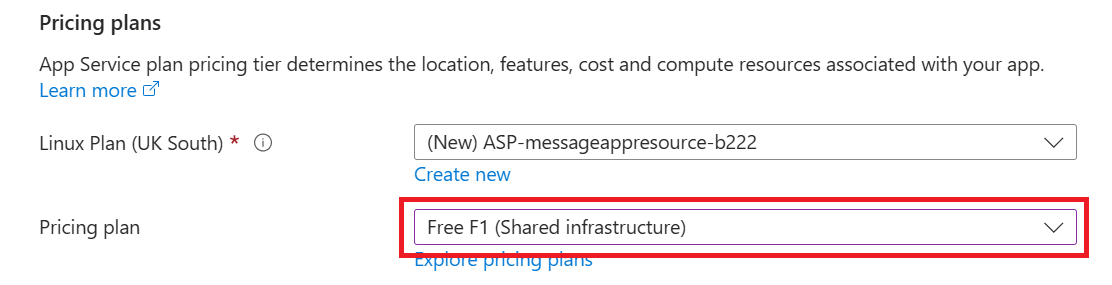 Pricing plans
App Service plan pricing tier determines the location, features, cost and compute resources associated with your app.
Learn more
Linux Plan (UK South) *
(New) ASP-messageappresource-b222
Create new
Pricing plan
Free F1 (Shared infrastructure)
Explore pricing plans